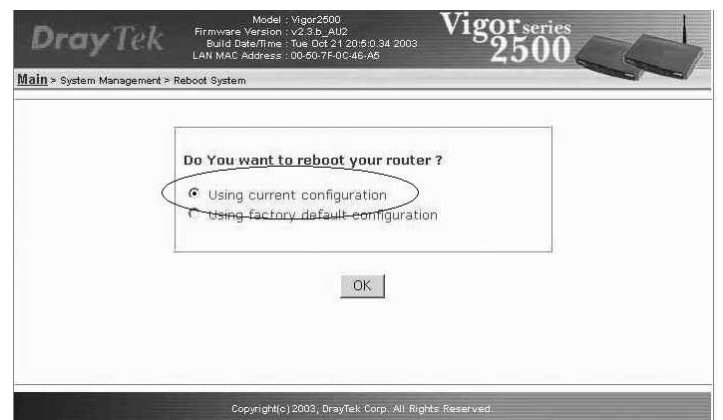 DrayTek
Model : Vigor2500
Firmware Version : v2.3.b_AU2
Build Date/Time : Tue Oct 21 20:5:0.34 2003
LAN MAC Address : 00-50-7F-0C-46-A5
Vigor series
2500
Main > System Management > Reboot System
Do You want to reboot your router ?
Using current configuration
Using factory default configuration
OK
Copyright(c) 2003, DrayTek Corp. All Rights Reserved.